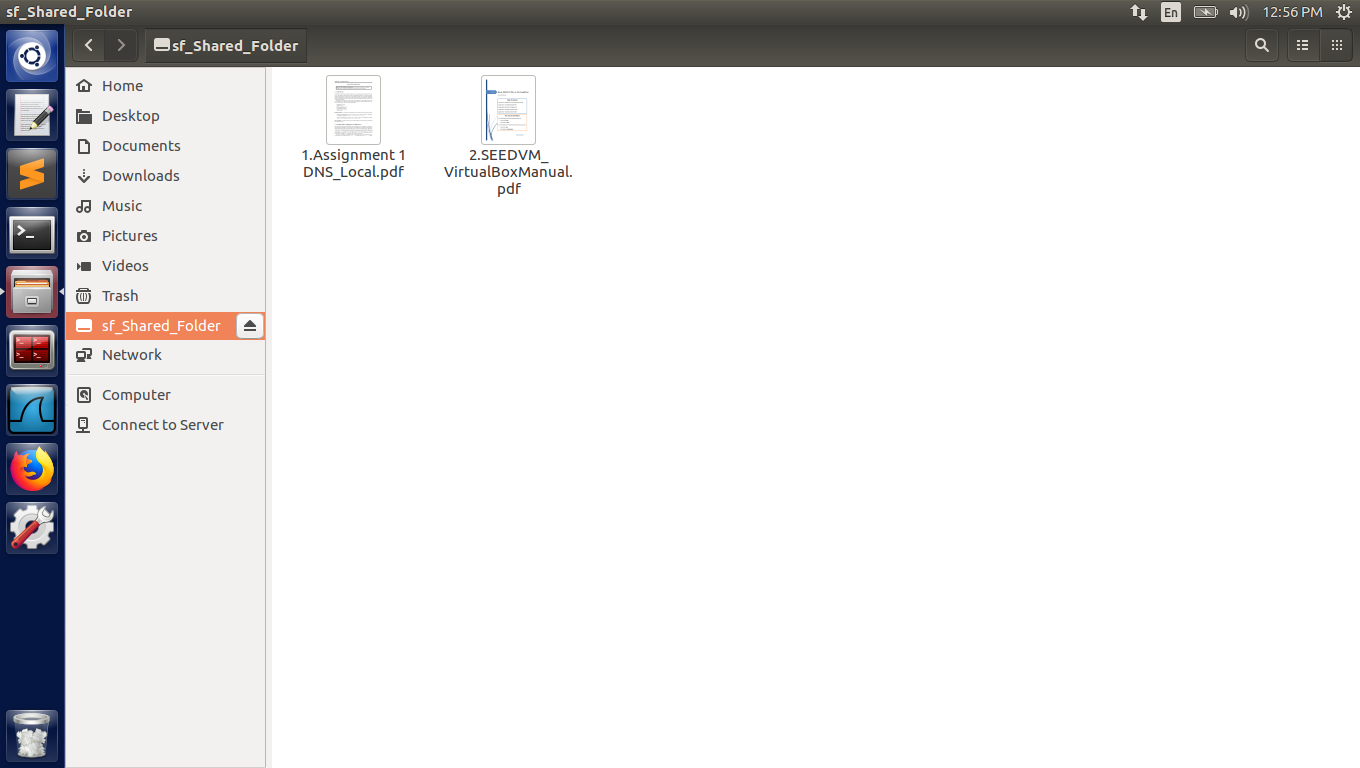 sf_Shared_Folder
En
12:56 PM
sf_Shared_Folder
Home
Desktop
Documents
Downloads
Music
Pictures
Videos
Trash
sf_Shared_Folder
Network
Computer
Connect to Server
1.Assignment 1
DNS_Local.pdf
2.SEEDVM_
VirtualBoxManual.
pdf